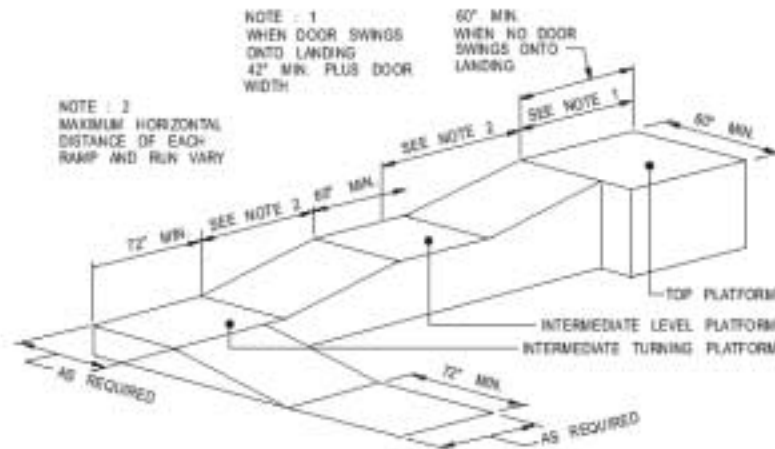 NOTE : 1
WHEN DOOR SWINGS
ONTO LANDING
42" MIN. PLUS DOOR
WIDTH
60" MIN.
WHEN NO DOOR
SWINGS ONTO
LANDING
NOTE : 2
MAXIMUM HORIZONTAL
DISTANCE OF EACH
RAMP AND RUN VARY
SEE NOTE 1
60" MIN.
SEE NOTE 2
60" MIN.
SEE NOTE 2
72" MIN.
TOP PLATFORM
INTERMEDIATE LEVEL PLATFORM
INTERMEDIATE TURNING PLATFORM
AS REQUIRED
72" MIN.
AS REQUIRED